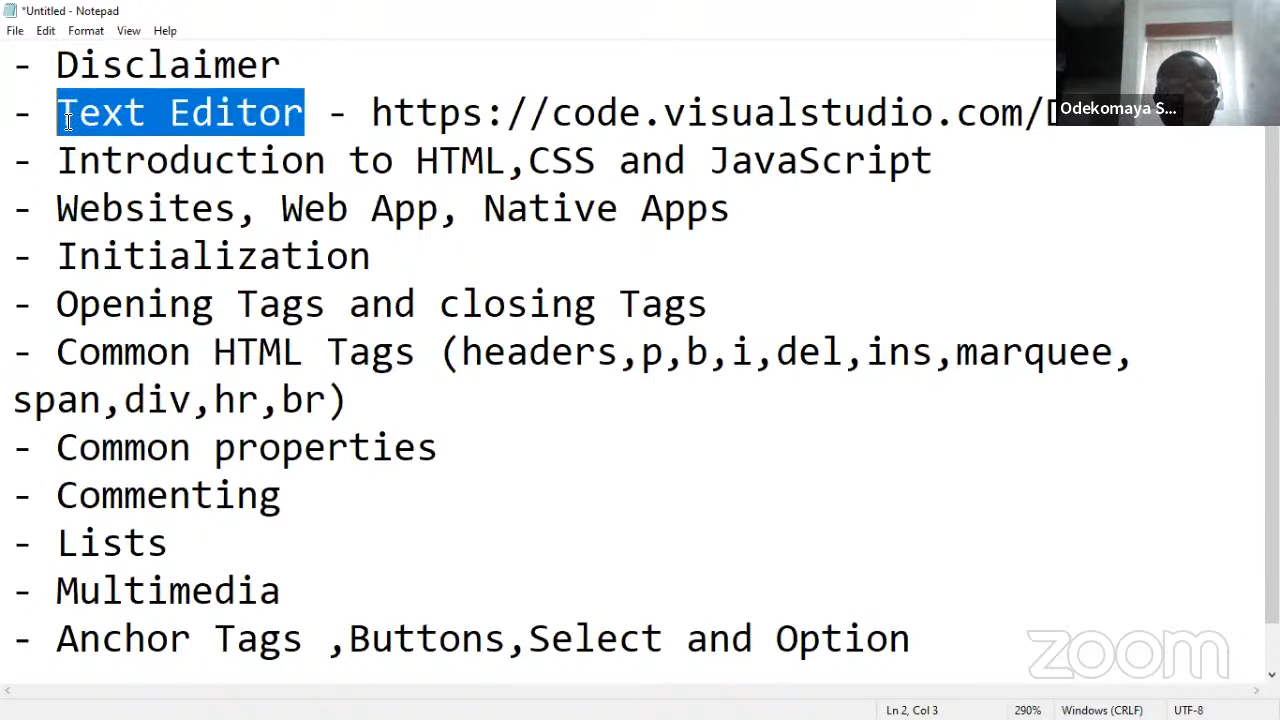 *Untitled - Notepad
File Edit Format View Help
- Disclaimer
- Text Editor - https://code.visualstudio.com/D
- Introduction to HTML,CSS and JavaScript
- Websites, Web App, Native Apps
- Initialization
- Opening Tags and closing Tags
- Common HTML Tags (headers,p,b,i,del,ins,marquee,
span,div,hr,br)
- Common properties
- Commenting
- Lists
- Multimedia
- Anchor Tags ,Buttons,Select and Option
Odekomaya S...
zoom
Ln 2, Col 3 290% Windows (CRLF) UTF-8